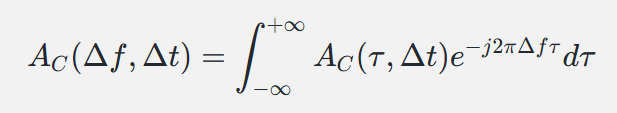 A_C(Δf, Δt) = ∫_{−∞}^{+∞} A_C(τ, Δt)e^{−j2πΔfτ}dτ